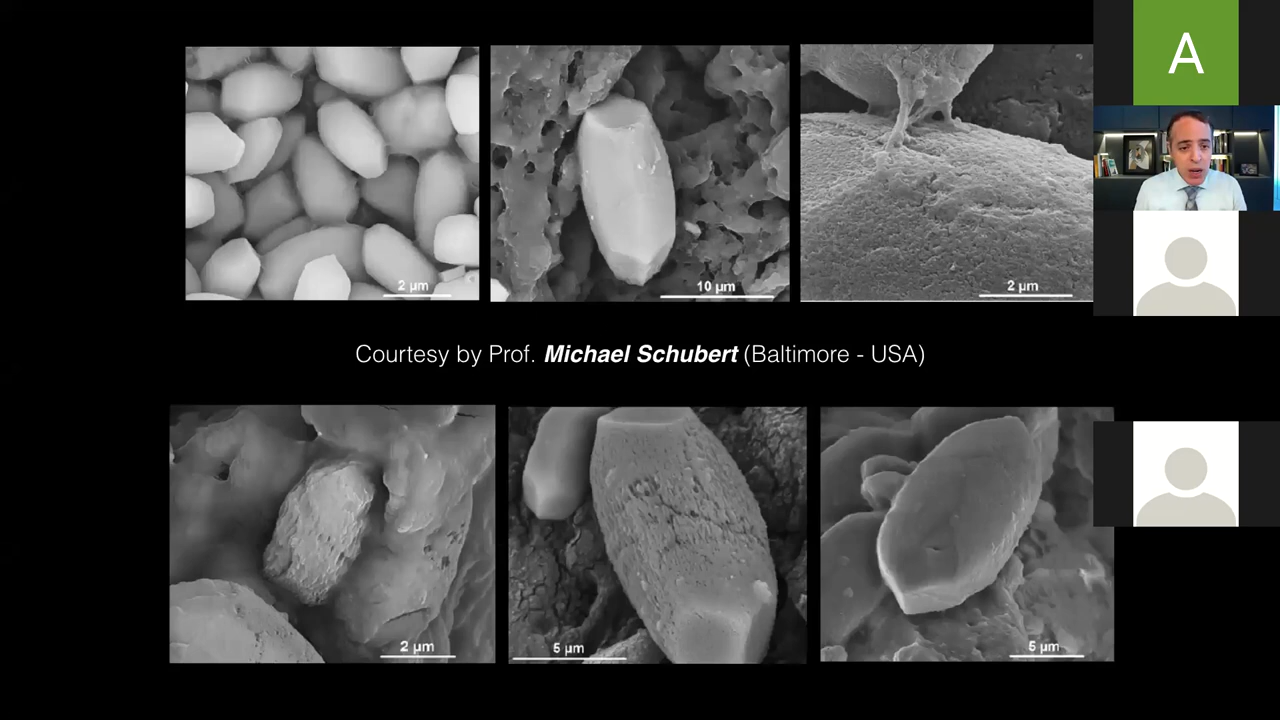 A
2 µm
10 µm
2 µm
Courtesy by Prof. Michael Schubert (Baltimore - USA)
2 µm
5 µm
5 µm